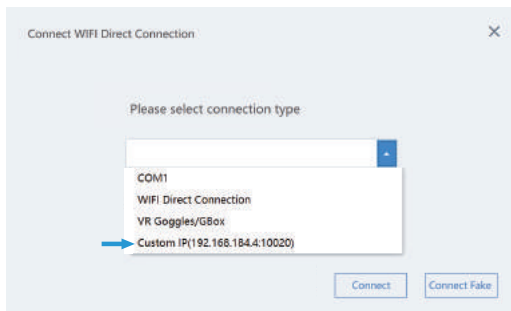 Connect WIFI Direct Connection
Please select connection type
COM1
WIFI Direct Connection
VR Goggles/GBox
Custom IP(192.168.184.4:10020)
Connect
Connect Fake